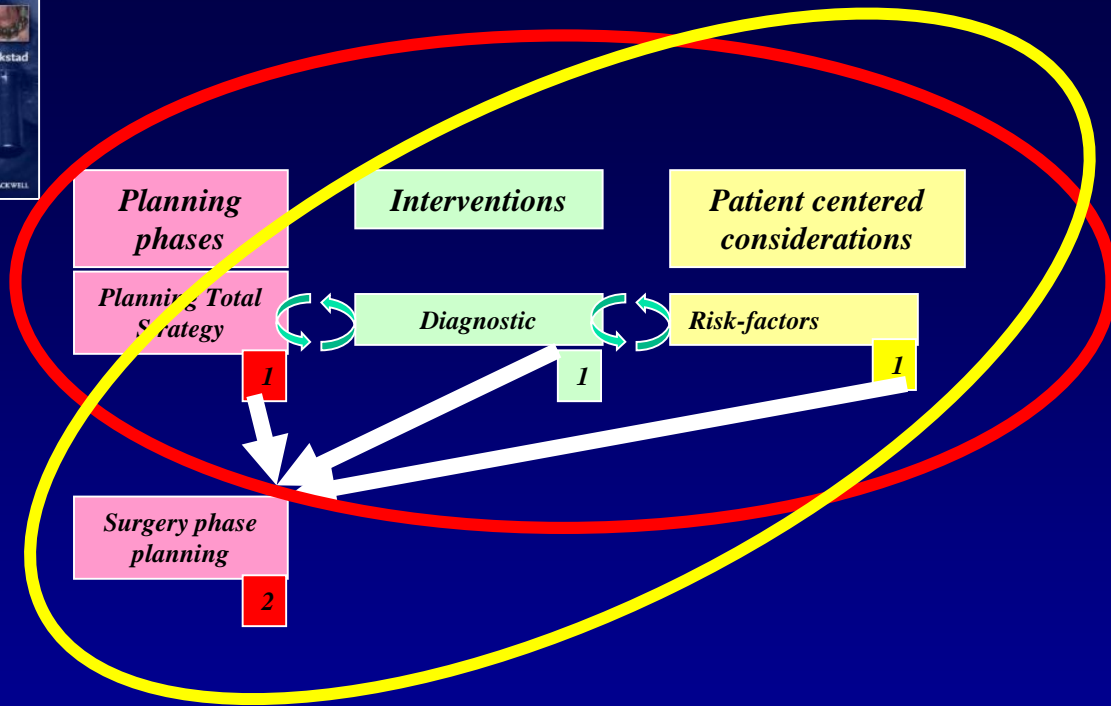 kstad
Planning
phases
Interventions
Patient centered
considerations
Planning Total
Strategy
Diagnostic
Risk-factors
1
1
1
Surgery phase
planning
2